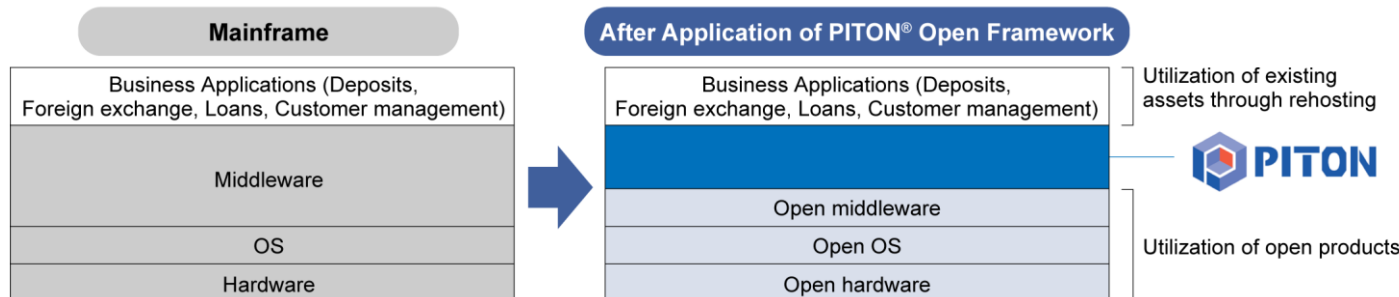 Mainframe
Business Applications (Deposits,
Foreign exchange, Loans, Customer management)
Middleware
OS
Hardware
After Application of PITON® Open Framework
Business Applications (Deposits,
Foreign exchange, Loans, Customer management)
Open middleware
Open OS
Open hardware
Utilization of existing
assets through rehosting
PITON
Utilization of open products